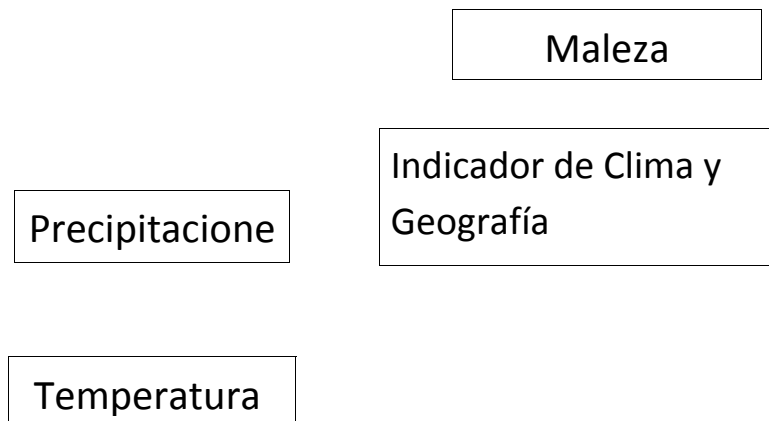 Maleza
Indicador de Clima y
Geografía
Precipitacione
Temperatura